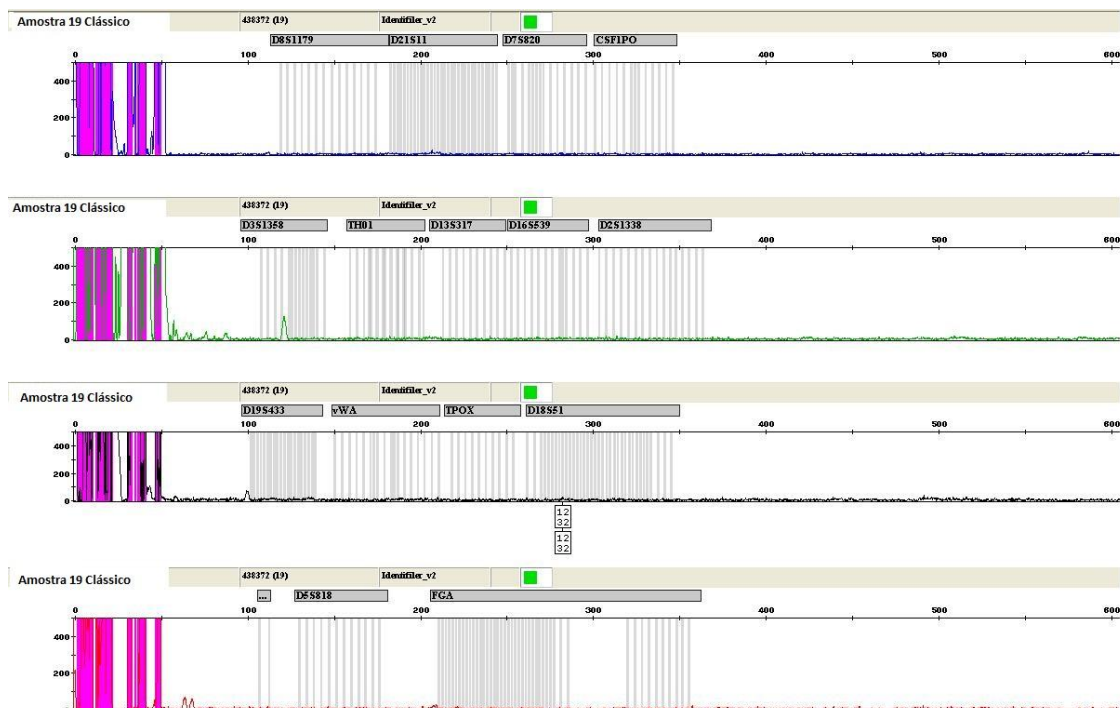 Amostra 19 Clássico 438372 (19) Identifiler_v2
D8S1179 D21S11 D7S820 CSF1PO
0 100 200 300 400 500 600
400
200
0
Amostra 19 Clássico 438372 (19) Identifiler_v2
D3S1358 TH01 D13S317 D16S539 D2S1338
0 100 200 300 400 500 600
400
200
0
Amostra 19 Clássico 438372 (19) Identifiler_v2
D19S433 vWA TPOX D18S51
0 100 200 300 400 500 600
400
200
0
12
32
12
32
Amostra 19 Clássico 438372 (19) Identifiler_v2
... D5S818 FGA
0 100 200 300 400 500 600
400
200